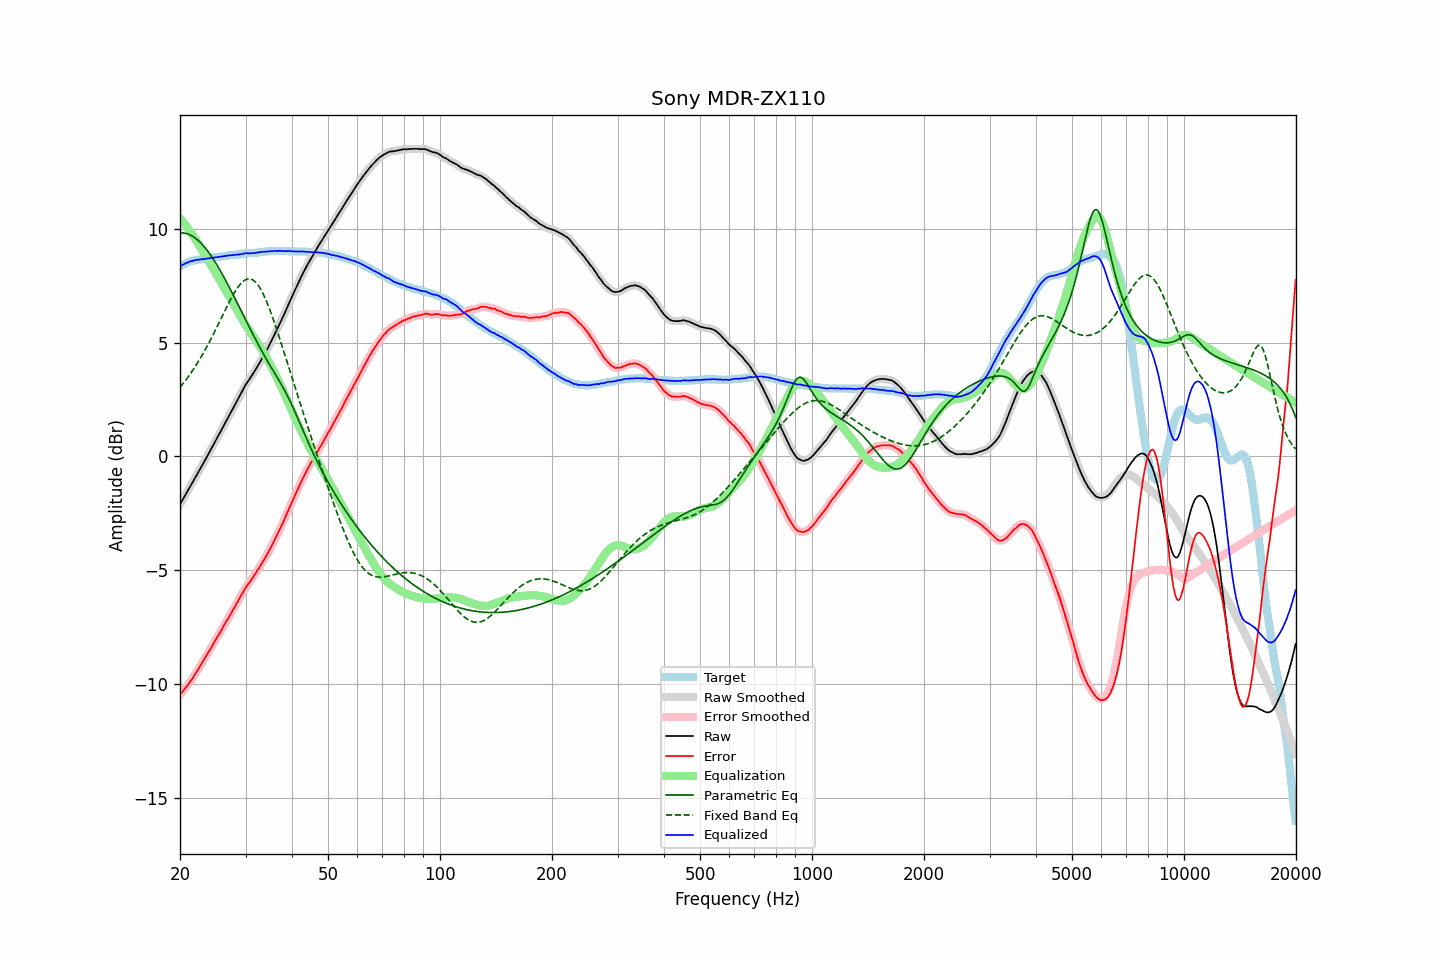 Sony MDR-ZX110
Amplitude (dBr)
10
5
0
−5
−10
−15
Target
Raw Smoothed
Error Smoothed
Raw
Error
Equalization
Parametric Eq
Fixed Band Eq
Equalized
20 50 100 200 500 1000 2000 5000 10000 20000
Frequency (Hz)